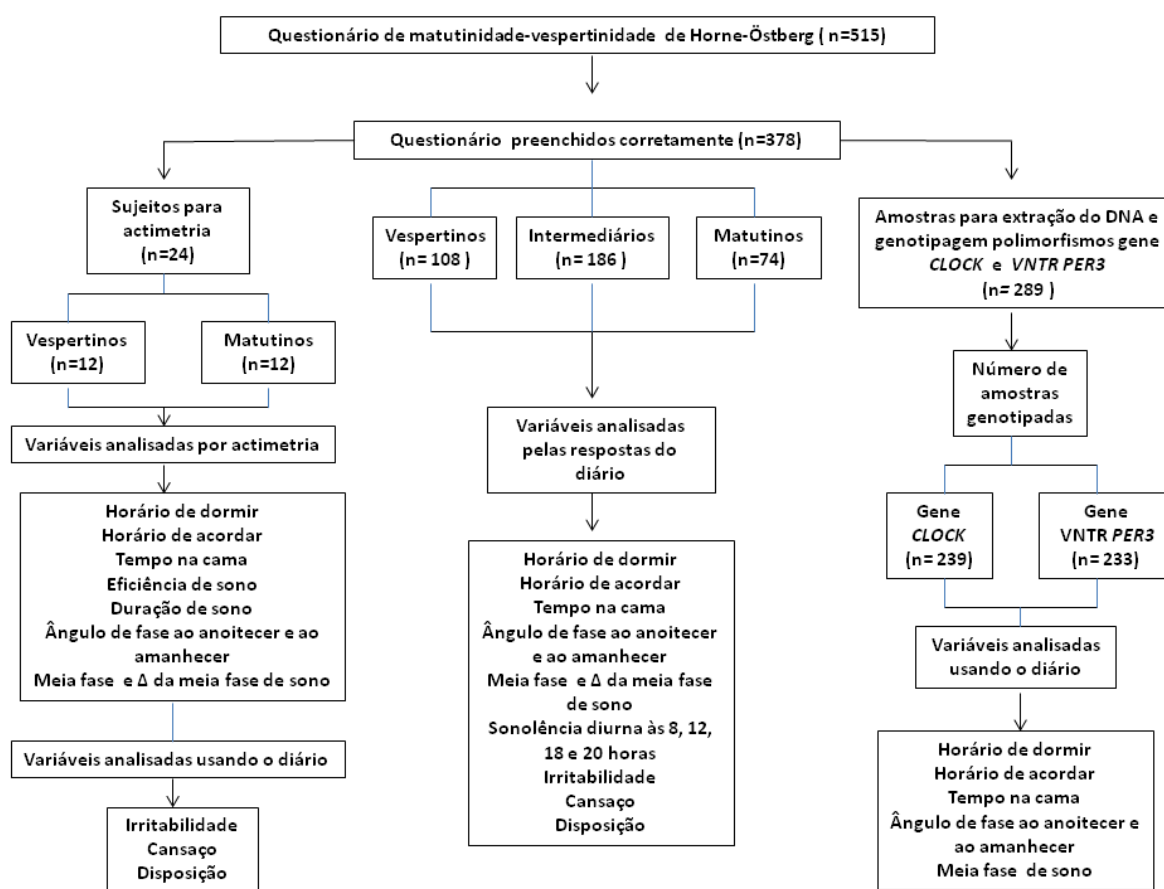 Questionário de matutinidade-vespertinidade de Horne-Östberg ( n=515)
Questionário preenchidos corretamente (n=378)
Sujeitos para
actimetria
(n=24)
Vespertinos
(n=12)
Matutinos
(n=12)
Variáveis analisadas por actimetria
Horário de dormir
Horário de acordar
Tempo na cama
Eficiência de sono
Duração de sono
Ângulo de fase ao anoitecer e ao
amanhecer
Meia fase e Δ da meia fase de sono
Variáveis analisadas usando o diário
Irritabilidade
Cansaço
Disposição
Vespertinos
(n= 108 )
Intermediários
(n= 186 )
Matutinos
(n=74)
Variáveis analisadas
pelas respostas do
diário
Horário de dormir
Horário de acordar
Tempo na cama
Ângulo de fase ao anoitecer
e ao amanhecer
Meia fase e Δ da meia fase
de sono
Sonolência diurna às 8, 12,
18 e 20 horas
Irritabilidade
Cansaço
Disposição
Amostras para extração do DNA e
genotipagem polimorfismos gene
CLOCK e VNTR PER3
(n= 289 )
Número de
amostras
genotipadas
Gene
CLOCK
(n= 239)
Gene
VNTR PER3
(n= 233)
Variáveis analisadas
usando o diário
Horário de dormir
Horário de acordar
Tempo na cama
Ângulo de fase ao anoitecer e
ao amanhecer
Meia fase de sono